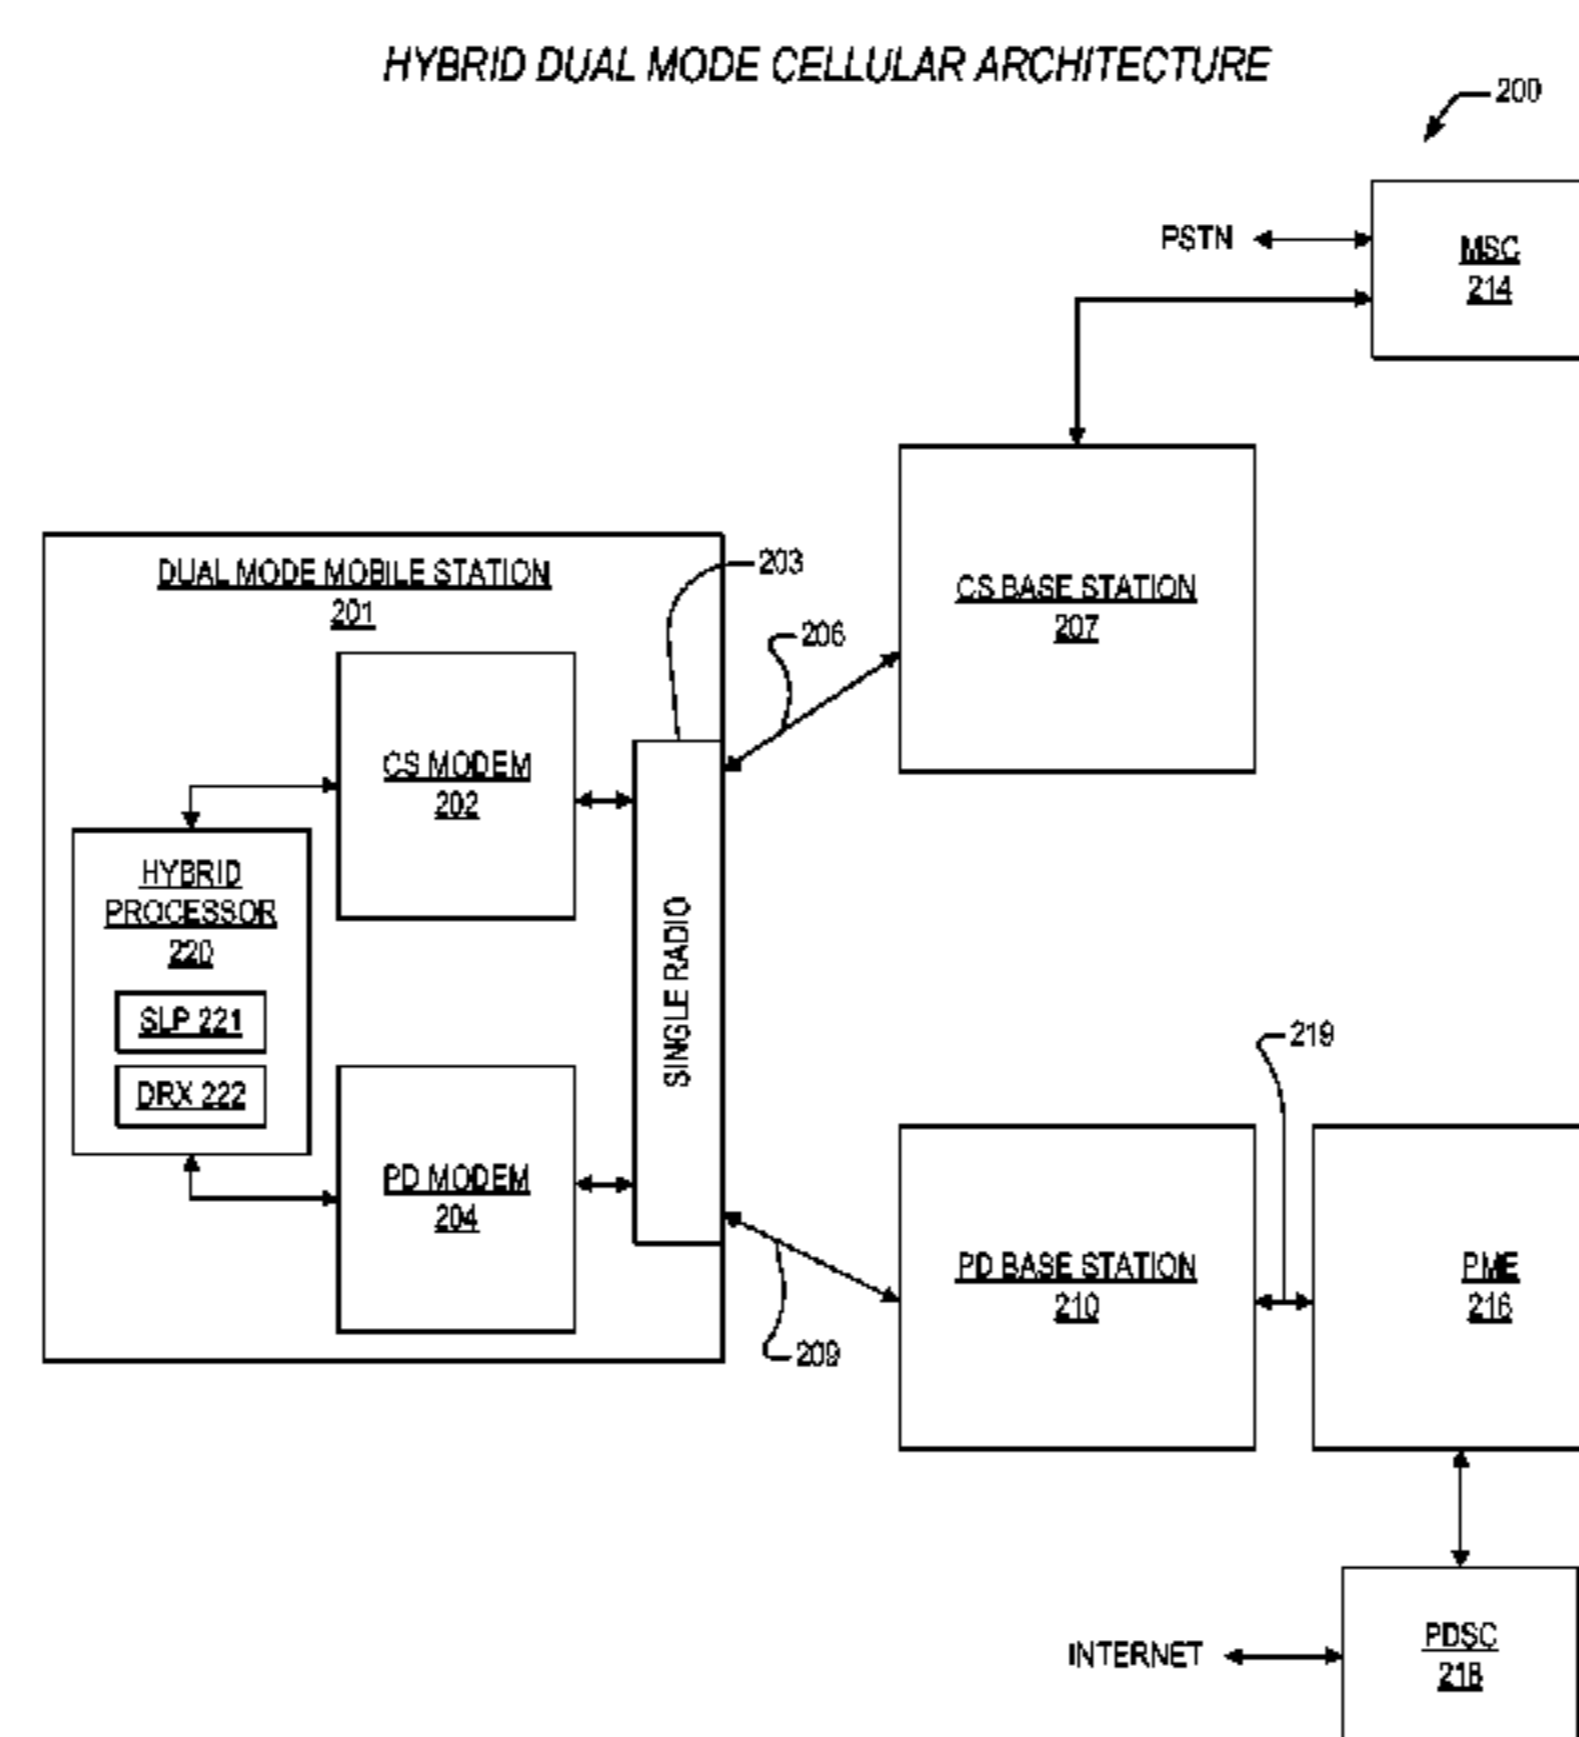 HYBRID DUAL MODE CELLULAR ARCHITECTURE
200
PSTN
MSC
214
DUAL MODE MOBILE STATION
201
203
206
CS BASE STATION
207
CS MODEM
202
HYBRID
PROCESSOR
220
SLP 221
DRX 222
SINGLE RADIO
PD MODEM
204
209
219
PD BASE STATION
210
PME
216
INTERNET
PDSC
218